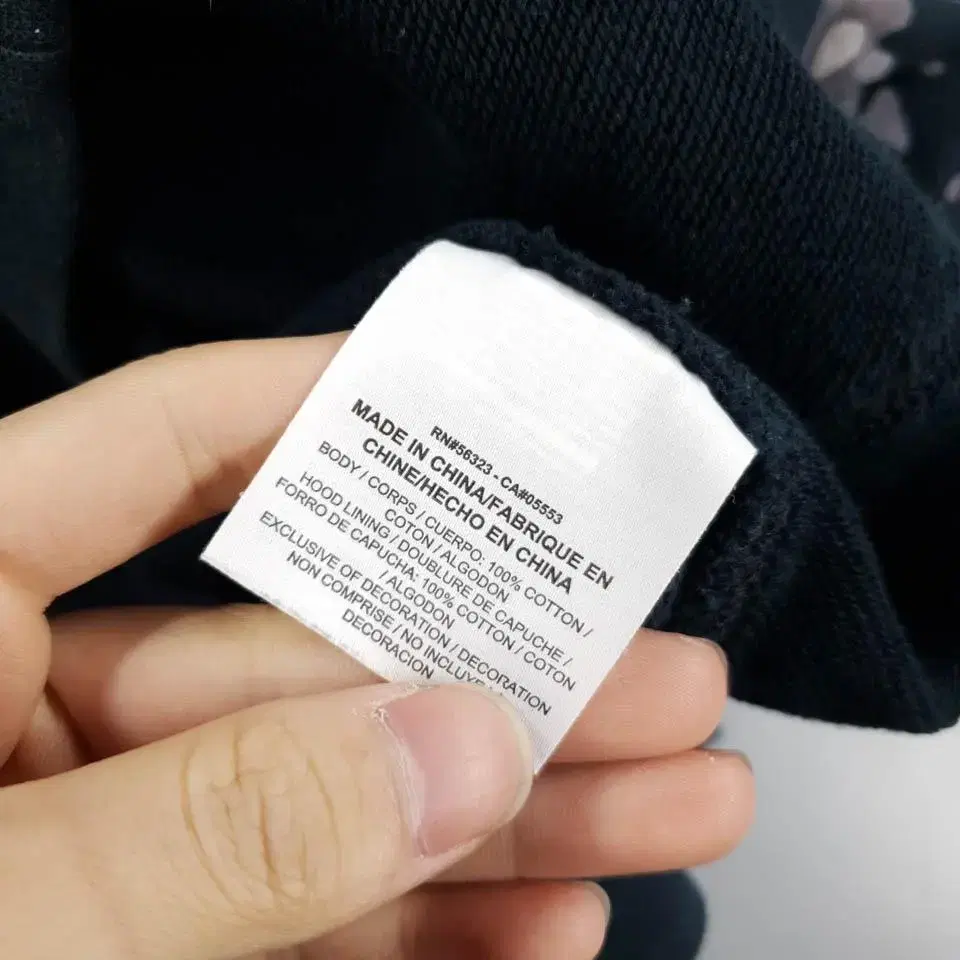 RN#56323 - CA#05553
MADE IN CHINA/FABRIQUE EN
CHINE/HECHO EN CHINA
BODY / CORPS / CUERPO: 100% COTTON /
COTON / ALGODON
HOOD LINING / DOUBLURE DE CAPUCHE /
FORRO DE CAPUCHA: 100% COTTON / COTON
/ ALGODON
EXCLUSIVE OF DECORATION / DECORATION
NON COMPRISE / NO INCLUYE
DECORACION